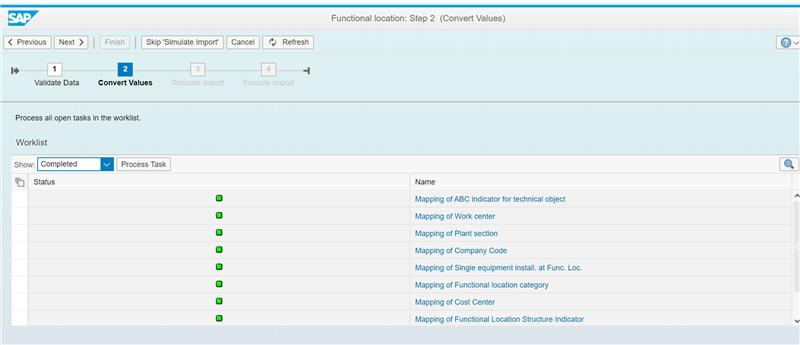 SAP
Functional location: Step 2 (Convert Values)
Previous Next Finish Skip 'Simulate Import' Cancel Refresh ?
1 2 3 4
Validate Data Convert Values Simulate Import Execute Import
Process all open tasks in the worklist.
Worklist
Show: Completed Process Task
Status Name
Mapping of ABC indicator for technical object
Mapping of Work center
Mapping of Plant section
Mapping of Company Code
Mapping of Single equipment install. at Func. Loc.
Mapping of Functional location category
Mapping of Cost Center
Mapping of Functional Location Structure Indicator